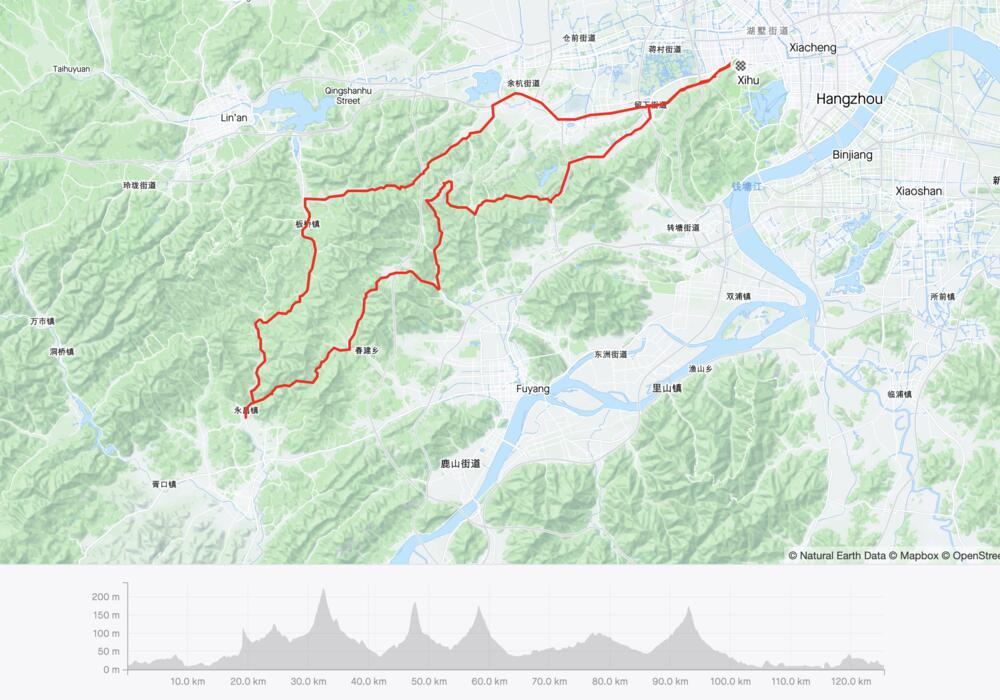 湖墅街道
仓前街道
Xiacheng
蒋村街道
Taihuyuan
Xihu
余杭街道
Qingshanhu
Street
Hangzhou
留下街道
Lin'an
Binjiang
玲珑街道
钱塘江
Xiaoshan
新
板桥镇
转塘街道
双浦镇
所前镇
万市镇
洞桥镇
春建乡
东洲街道
渔山乡
Fuyang
里山镇
临浦镇
永昌镇
鹿山街道
胥口镇
© Natural Earth Data © Mapbox © OpenStree
200 m
150 m
100 m
50 m
0 m
10.0 km 20.0 km 30.0 km 40.0 km 50.0 km 60.0 km 70.0 km 80.0 km 90.0 km 100.0 km 110.0 km 120.0 km